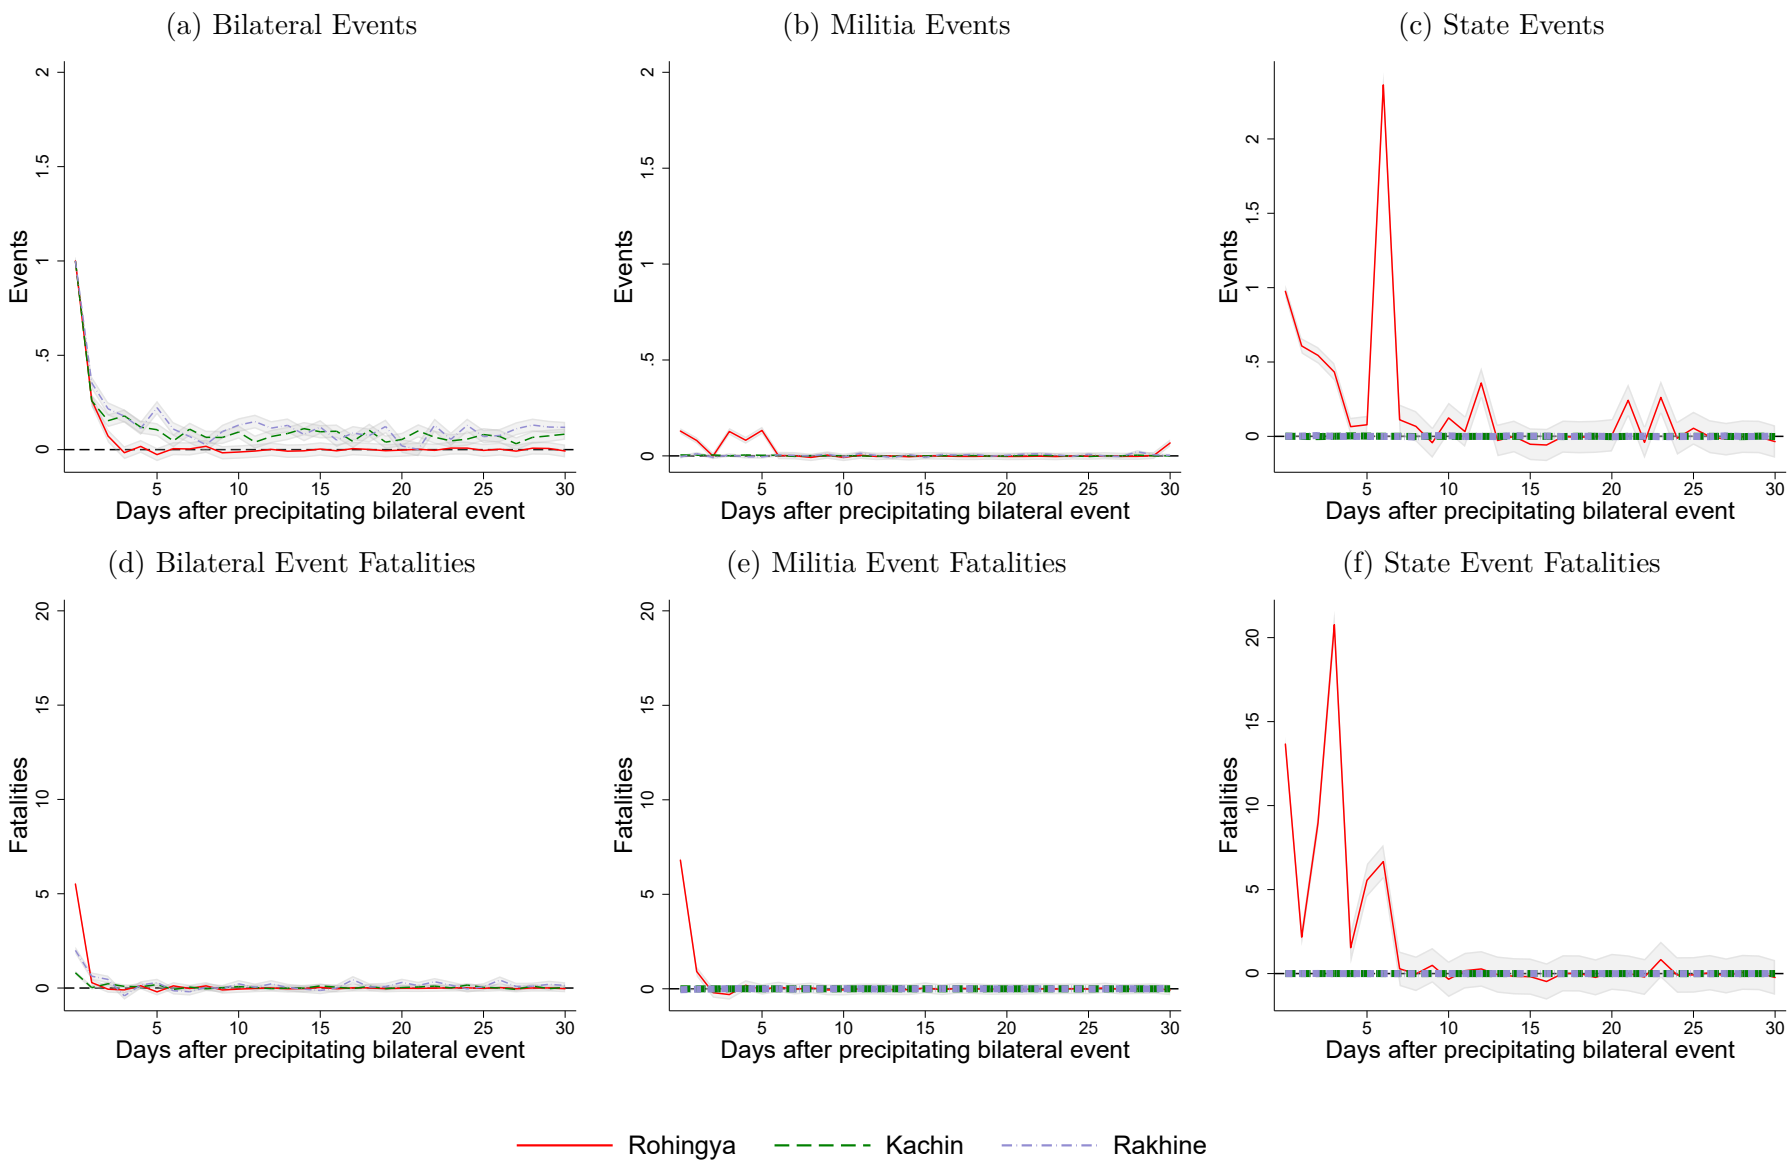 (a) Bilateral Events
(b) Militia Events
(c) State Events
2
1.5
1
.5
0
Events
5 10 15 20 25 30
Days after precipitating bilateral event
2
1.5
1
.5
0
Events
5 10 15 20 25 30
Days after precipitating bilateral event
2
1.5
1
.5
0
Events
5 10 15 20 25 30
Days after precipitating bilateral event
(d) Bilateral Event Fatalities
(e) Militia Event Fatalities
(f) State Event Fatalities
20
15
10
5
0
Fatalities
5 10 15 20 25 30
Days after precipitating bilateral event
20
15
10
5
0
Fatalities
5 10 15 20 25 30
Days after precipitating bilateral event
20
15
10
5
0
Fatalities
5 10 15 20 25 30
Days after precipitating bilateral event
Rohingya Kachin Rakhine